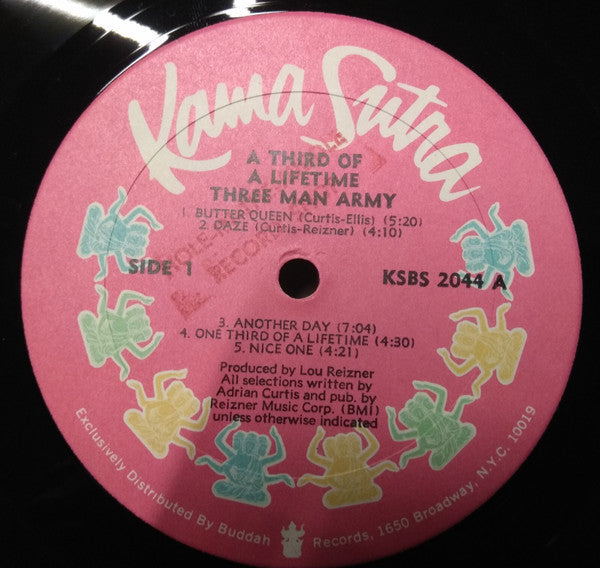 Kama Sutra
A THIRD OF
A LIFETIME
THREE MAN ARMY
1. BUTTER QUEEN (Curtis-Ellis) (5:20)
2. DAZE (Curtis-Reizner) (4:10)
SIDE 1
KSBS 2044 A
3. ANOTHER DAY (7:04)
4. ONE THIRD OF A LIFETIME (4:30)
5. NICE ONE (4:21)
Produced by Lou Reizner
All selections written by
Adrian Curtis and pub. by
Reizner Music Corp. (BMI)
unless otherwise indicated
Exclusively Distributed By Buddah Records, 1650 Broadway, N.Y.C. 10019